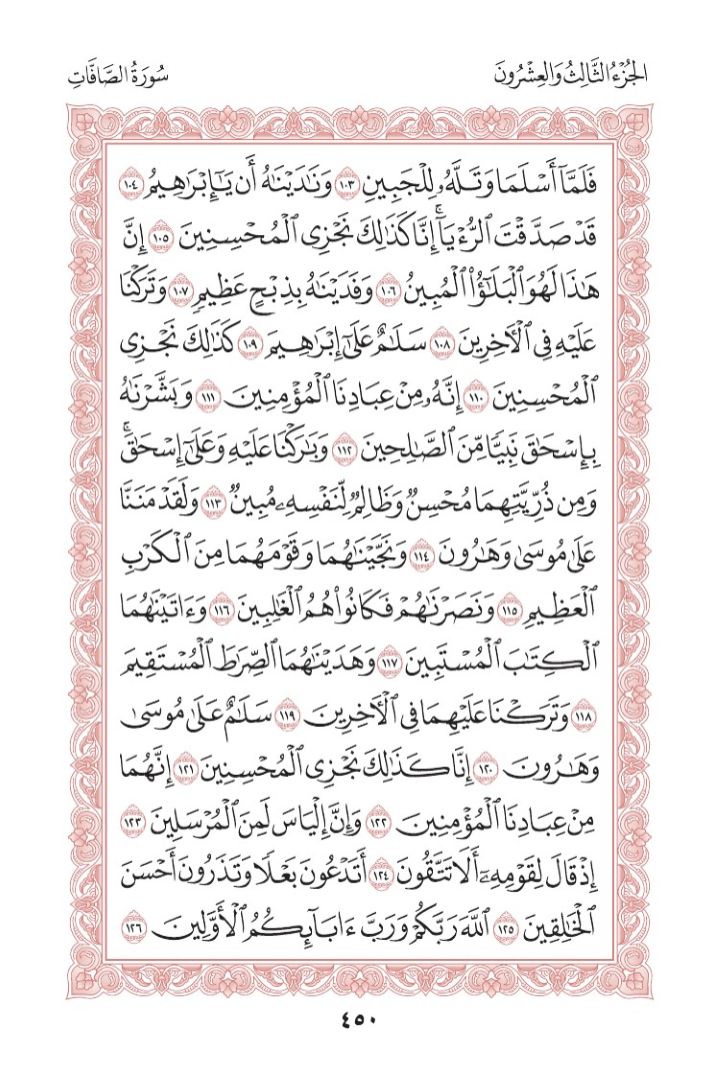 الجُزْءُ الثَّالِثُ وَالعِشْرُونَ
سُورَةُ الصَّافَّاتِ
فَلَمَّآ أَسْلَمَا وَتَلَّهُۥ لِلْجَبِينِ ١٠٣ وَنَٰدَيْنَٰهُ أَن يَٰٓإِبْرَٰهِيمُ ١٠٤
قَدْ صَدَّقْتَ ٱلرُّءْيَآۚ إِنَّا كَذَٰلِكَ نَجْزِى ٱلْمُحْسِنِينَ ١٠٥ إِنَّ
هَٰذَا لَهُوَ ٱلْبَلَٰٓؤُا۟ ٱلْمُبِينُ ١٠٦ وَفَدَيْنَٰهُ بِذِبْحٍ عَظِيمٍ ١٠٧ وَتَرَكْنَا
عَلَيْهِ فِى ٱلْءَاخِرِينَ ١٠٨ سَلَٰمٌ عَلَىٰٓ إِبْرَٰهِيمَ ١٠٩ كَذَٰلِكَ نَجْزِى
ٱلْمُحْسِنِينَ ١١٠ إِنَّهُۥ مِنْ عِبَادِنَا ٱلْمُؤْمِنِينَ ١١١ وَبَشَّرْنَٰهُ
بِإِسْحَٰقَ نَبِيًّا مِّنَ ٱلصَّٰلِحِينَ ١١٢ وَبَٰرَكْنَا عَلَيْهِ وَعَلَىٰٓ إِسْحَٰقَۚ
وَمِن ذُرِّيَّتِهِمَا مُحْسِنٌ وَظَالِمٌ لِّنَفْسِهِۦ مُبِينٌ ١١٣ وَلَقَدْ مَنَنَّا
عَلَىٰ مُوسَىٰ وَهَٰرُونَ ١١٤ وَنَجَّيْنَٰهُمَا وَقَوْمَهُمَا مِنَ ٱلْكَرْبِ
ٱلْعَظِيمِ ١١٥ وَنَصَرْنَٰهُمْ فَكَانُوا۟ هُمُ ٱلْغَٰلِبِينَ ١١٦ وَءَاتَيْنَٰهُمَا
ٱلْكِتَٰبَ ٱلْمُسْتَبِينَ ١١٧ وَهَدَيْنَٰهُمَا ٱلصِّرَٰطَ ٱلْمُسْتَقِيمَ
١١٨ وَتَرَكْنَا عَلَيْهِمَا فِى ٱلْءَاخِرِينَ ١١٩ سَلَٰمٌ عَلَىٰ مُوسَىٰ
وَهَٰرُونَ ١٢٠ إِنَّا كَذَٰلِكَ نَجْزِى ٱلْمُحْسِنِينَ ١٢١ إِنَّهُمَا
مِنْ عِبَادِنَا ٱلْمُؤْمِنِينَ ١٢٢ وَإِنَّ إِلْيَاسَ لَمِنَ ٱلْمُرْسَلِينَ ١٢٣
إِذْ قَالَ لِقَوْمِهِۦٓ أَلَا تَتَّقُونَ ١٢٤ أَتَدْعُونَ بَعْلًا وَتَذَرُونَ أَحْسَنَ
ٱلْخَٰلِقِينَ ١٢٥ ٱللَّهَ رَبَّكُمْ وَرَبَّ ءَابَآئِكُمُ ٱلْأَوَّلِينَ ١٢٦
٤٥٠